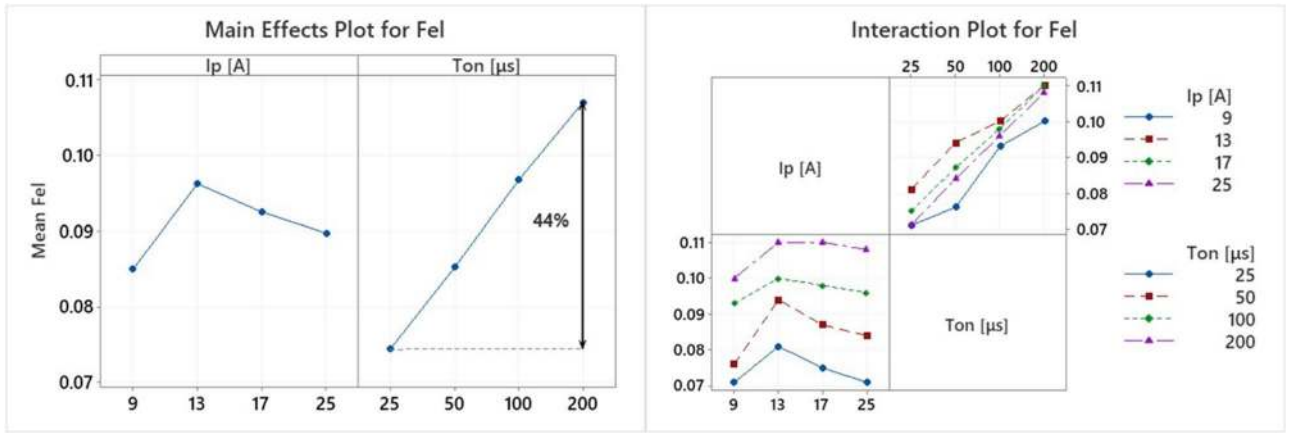 Main Effects Plot for Fel
Ip [A]
Ton [µs]
Mean Fel
0.11
0.10
0.09
0.08
0.07
44%
9 13 17 25
25 50 100 200
Interaction Plot for Fel
25 50 100 200
Ip [A]
0.11
0.10
0.09
0.08
0.07
Ip [A]
9
13
17
25
0.11
0.10
0.09
0.08
0.07
Ton [µs]
Ton [µs]
25
50
100
200
9 13 17 25